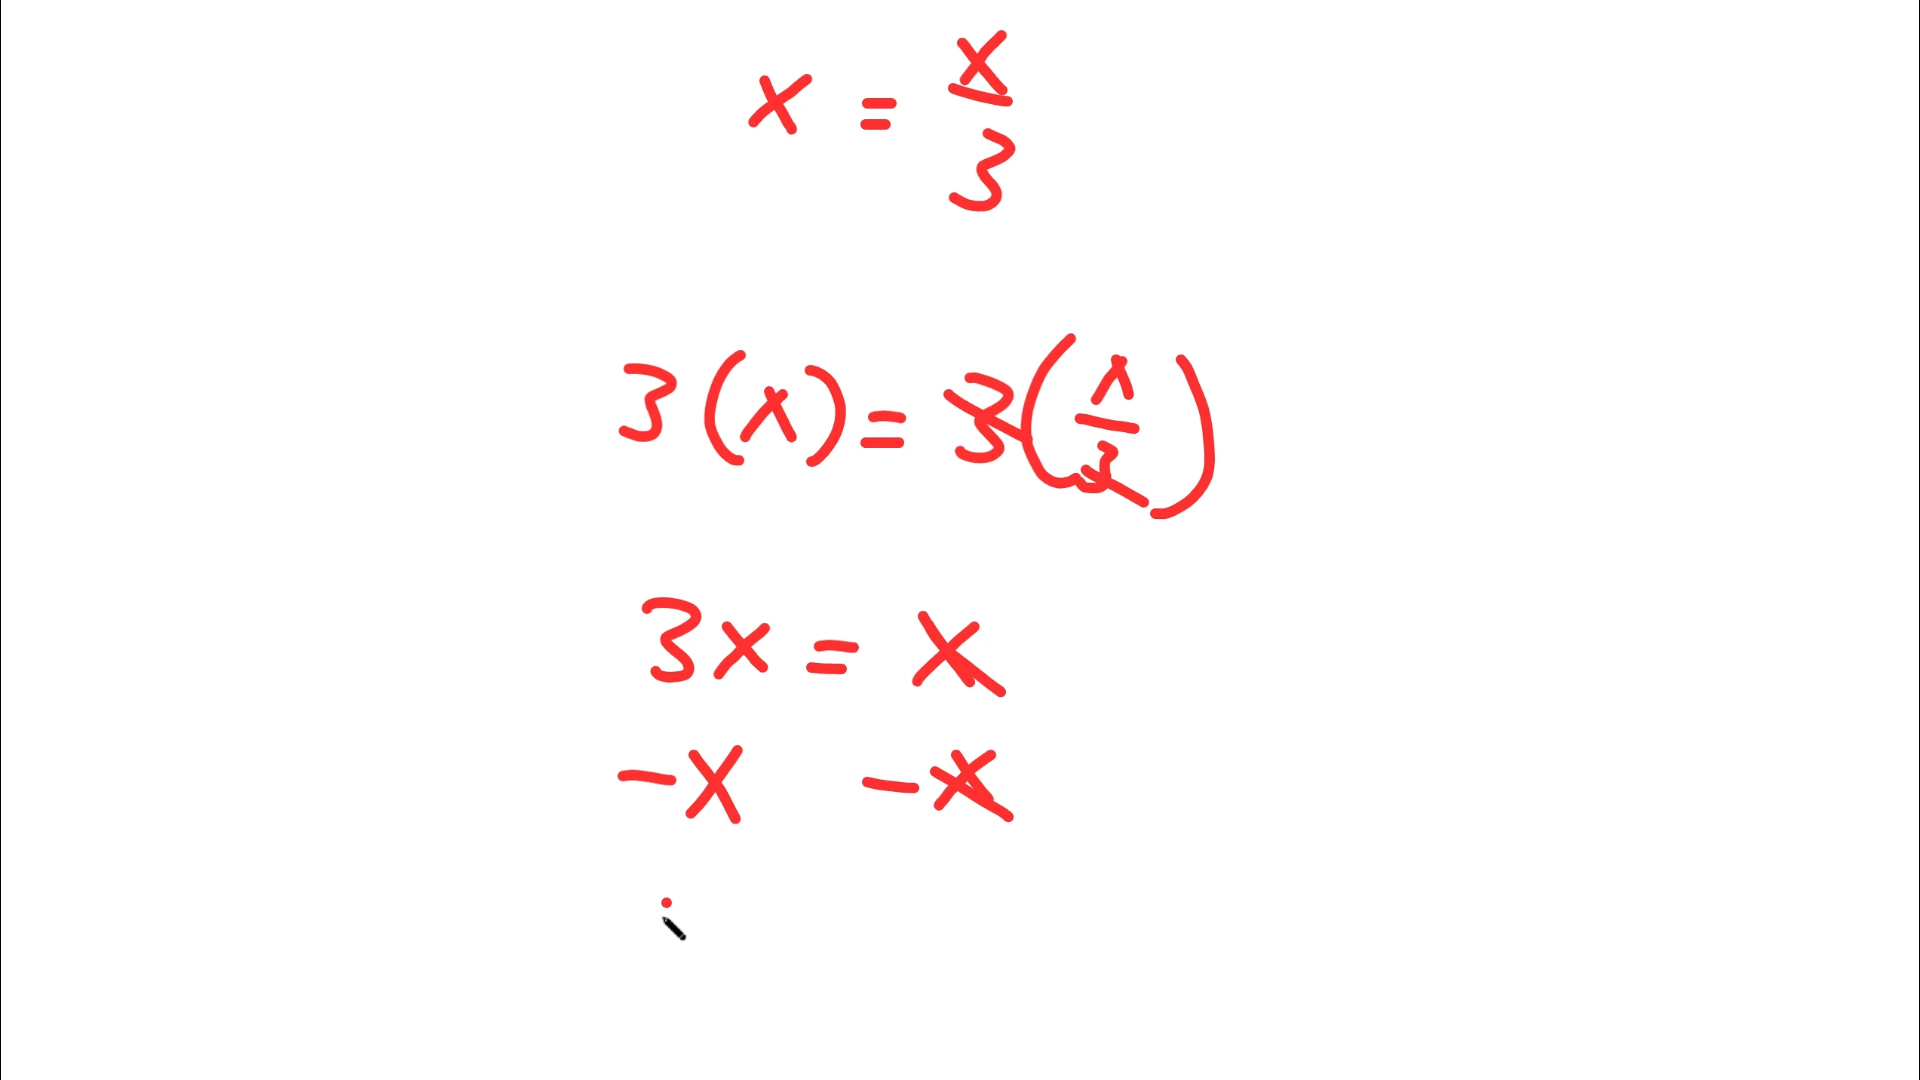 x = x/3
3(x) = 3(x/3)
3x = x
-x -x